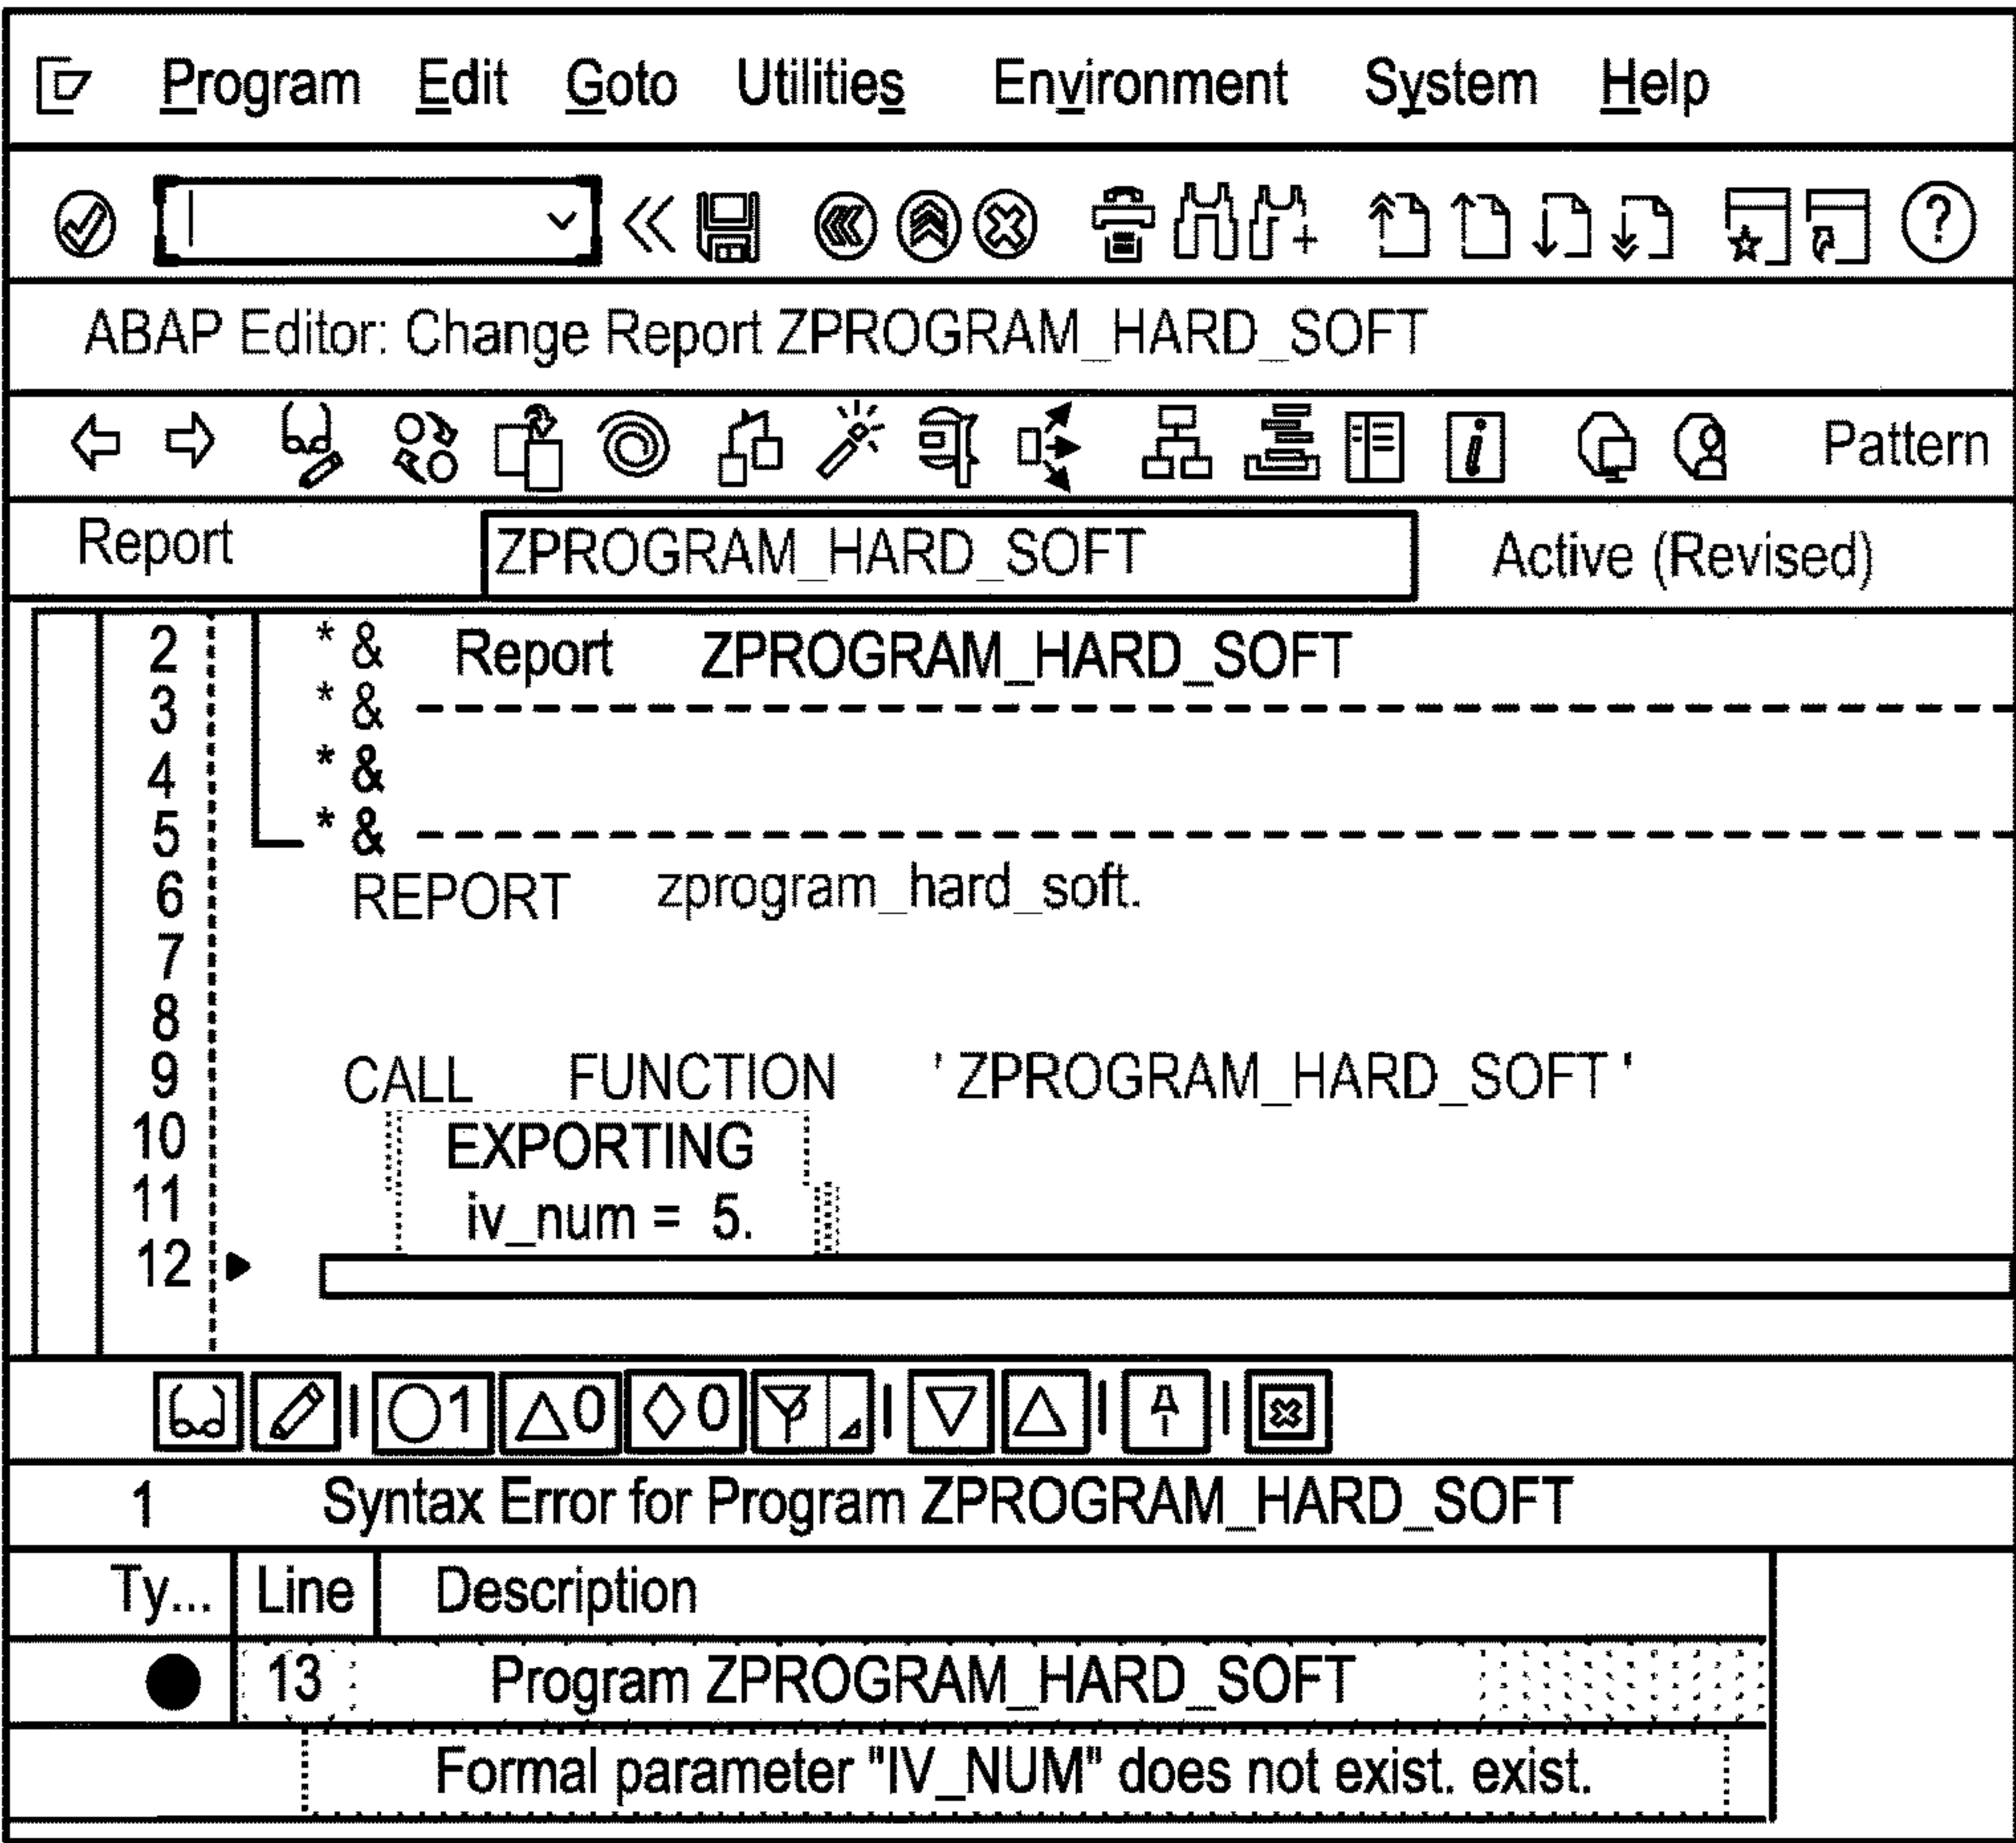 Program Edit Goto Utilities Environment System Help
?
ABAP Editor: Change Report ZPROGRAM_HARD_SOFT
i Pattern
Report ZPROGRAM_HARD_SOFT Active (Revised)
2 *& Report ZPROGRAM_HARD_SOFT
3 *& ----------------------------------------
4 *&
5 *& ----------------------------------------
6 REPORT zprogram_hard_soft.
7
8
9 CALL FUNCTION 'ZPROGRAM_HARD_SOFT'
10 EXPORTING
11 iv_num = 5.
12
1 0 0
1 Syntax Error for Program ZPROGRAM_HARD_SOFT
Ty... Line Description
13 Program ZPROGRAM_HARD_SOFT
Formal parameter "IV_NUM" does not exist. exist.